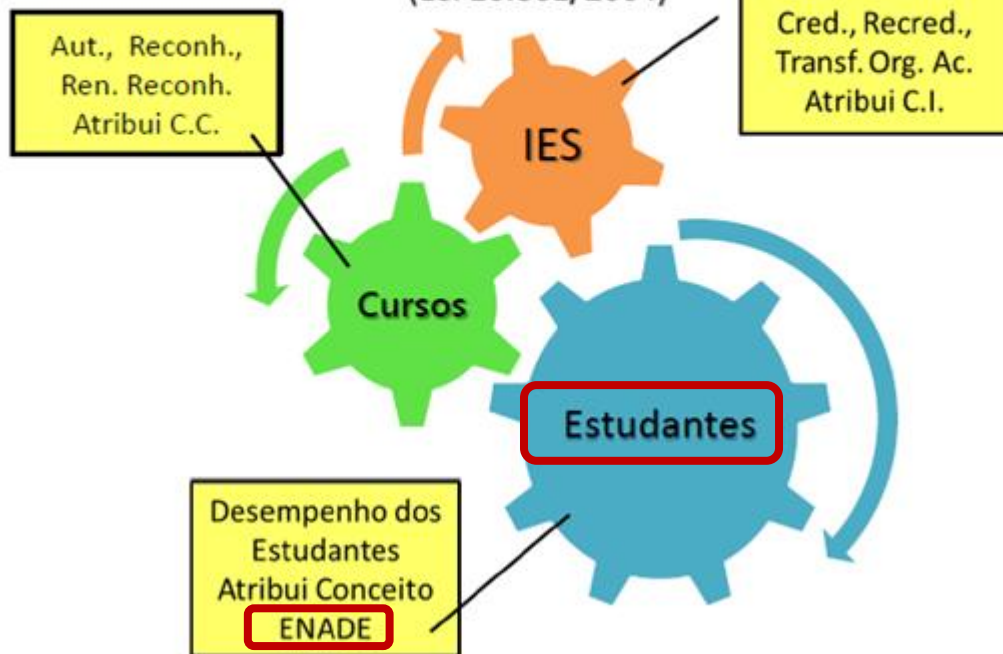 Aut., Reconh.,
Ren. Reconh.
Atribui C.C.
Cred., Recred.,
Transf. Org. Ac.
Atribui C.I.
IES
Cursos
Estudantes
Desempenho dos
Estudantes
Atribui Conceito
ENADE